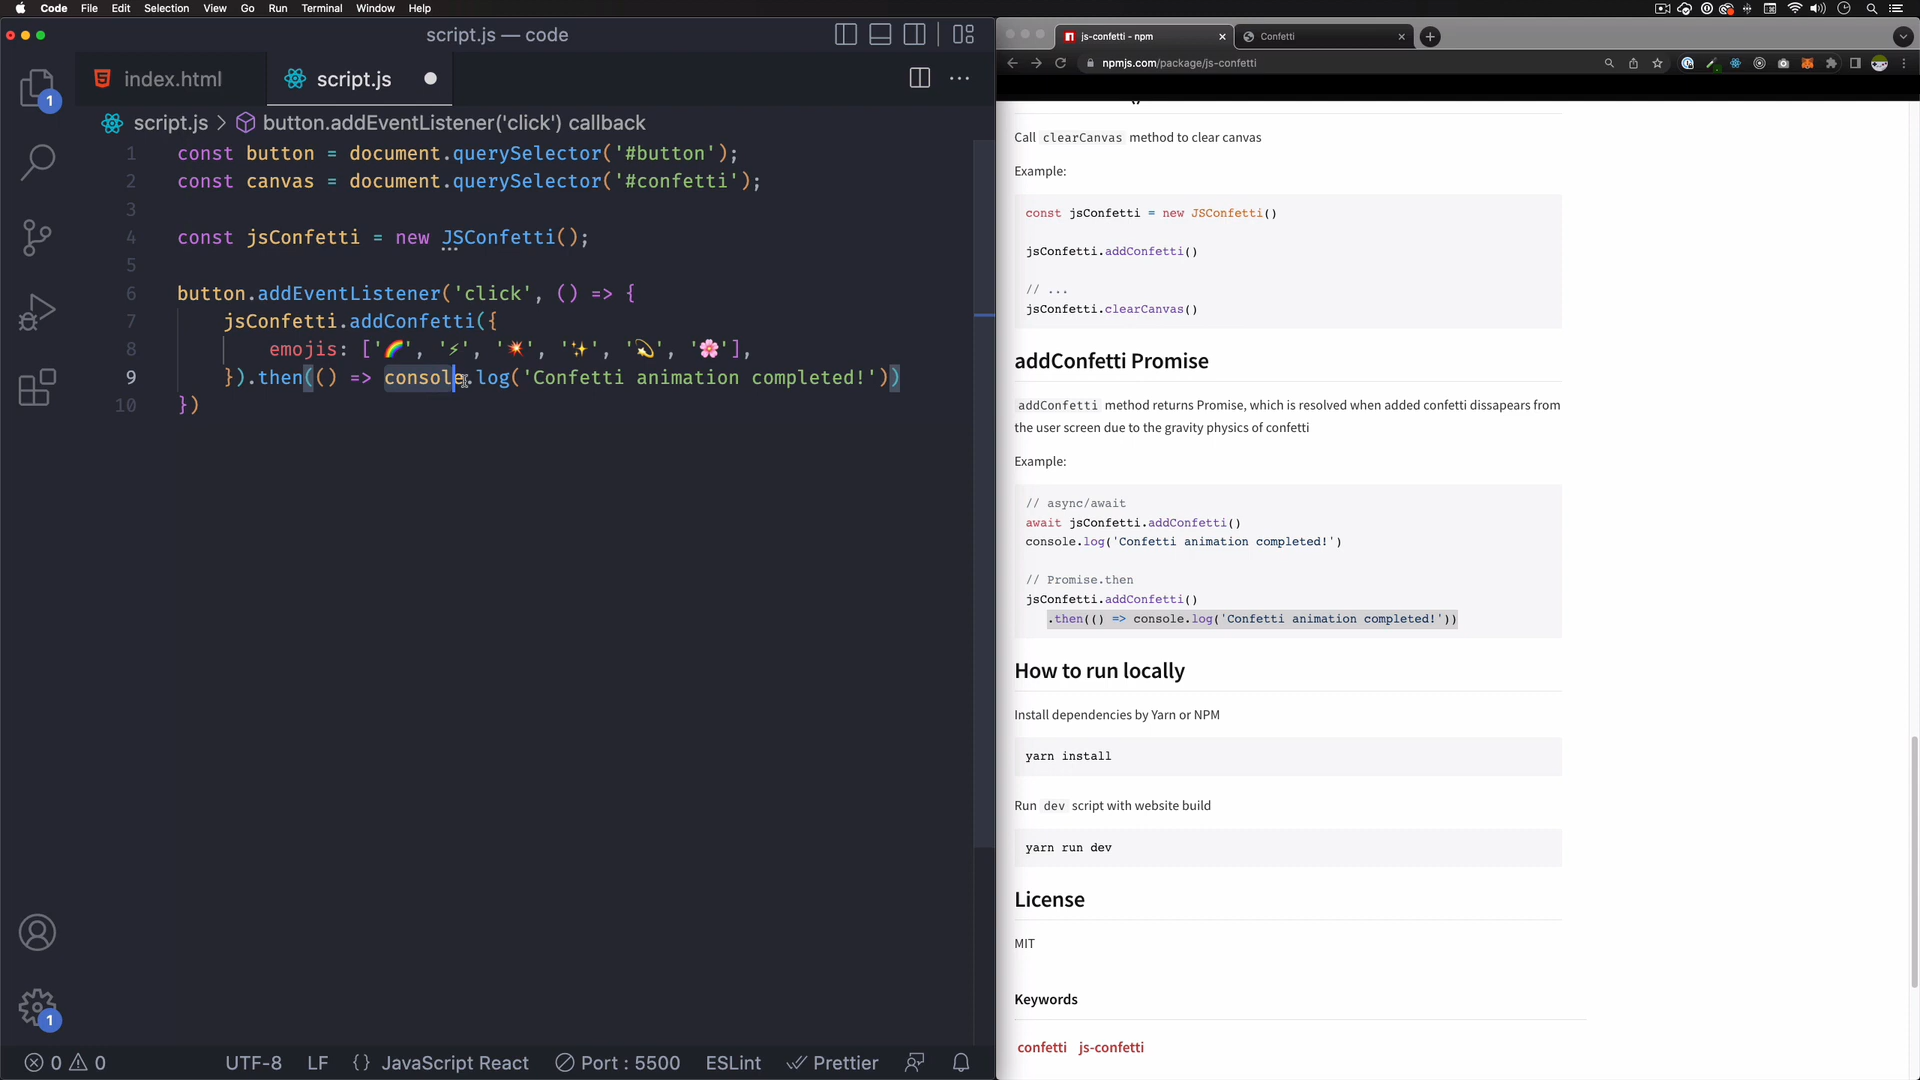 Code File Edit Selection View Go Run Terminal Window Help
script.js — code
index.html
script.js
script.js > button.addEventListener('click') callback
1 const button = document.querySelector('#button');
2 const canvas = document.querySelector('#confetti');
3
4 const jsConfetti = new JSConfetti();
5
6 button.addEventListener('click', () => {
7 jsConfetti.addConfetti({
8 emojis: ['🌈', '⚡', '💥', '✨', '💫', '🌸'],
9 }).then(() => console.log('Confetti animation completed!'))
10 })
1
1
0 0 UTF-8 LF {} JavaScript React Port : 5500 ESLint Prettier
js-confetti - npm
Confetti
npmjs.com/package/js-confetti
Call clearCanvas method to clear canvas
Example:
const jsConfetti = new JSConfetti()
jsConfetti.addConfetti()
// ...
jsConfetti.clearCanvas()
addConfetti Promise
addConfetti method returns Promise, which is resolved when added confetti dissapears from
the user screen due to the gravity physics of confetti
Example:
// async/await
await jsConfetti.addConfetti()
console.log('Confetti animation completed!')
// Promise.then
jsConfetti.addConfetti()
.then(() => console.log('Confetti animation completed!'))
How to run locally
Install dependencies by Yarn or NPM
yarn install
Run dev script with website build
yarn run dev
License
MIT
Keywords
confetti js-confetti